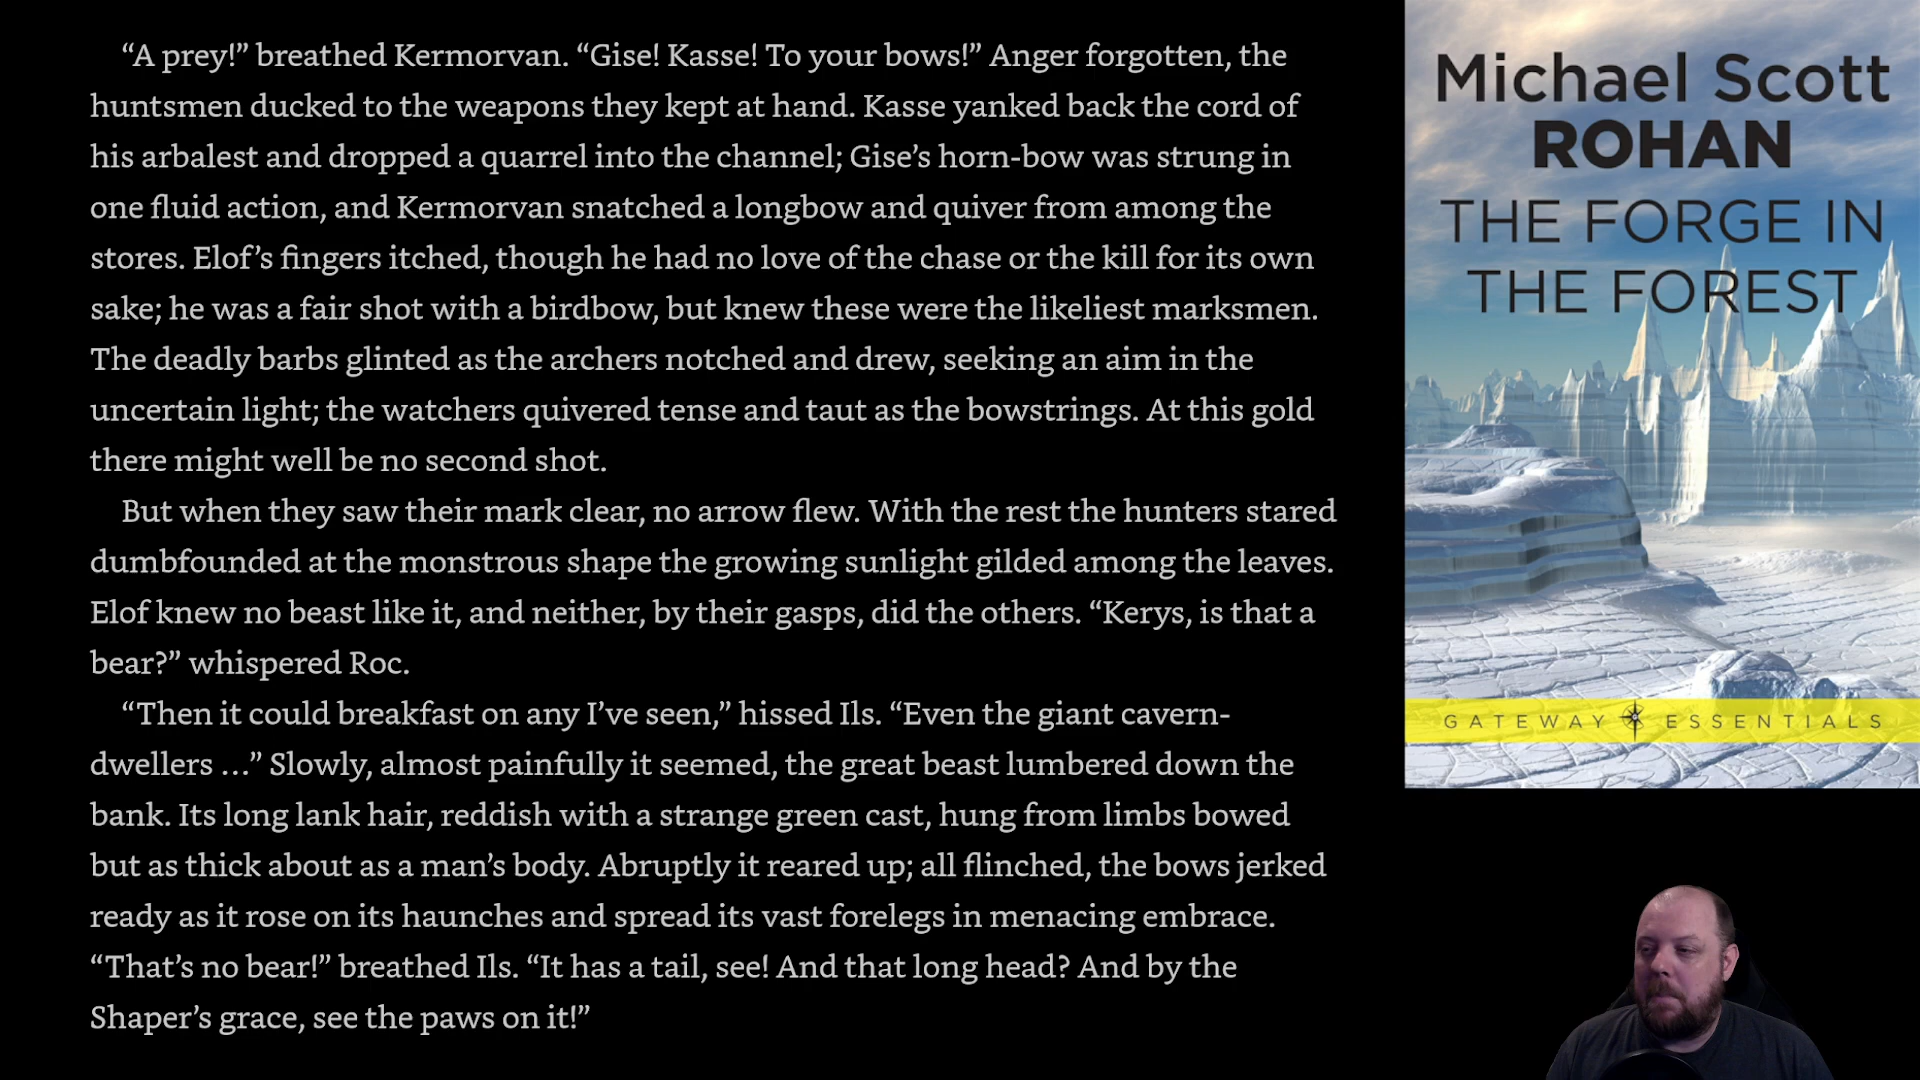 “A prey!” breathed Kermorvan. “Gise! Kasse! To your bows!” Anger forgotten, the
huntsmen ducked to the weapons they kept at hand. Kasse yanked back the cord of
his arbalest and dropped a quarrel into the channel; Gise’s horn-bow was strung in
one fluid action, and Kermorvan snatched a longbow and quiver from among the
stores. Elof’s fingers itched, though he had no love of the chase or the kill for its own
sake; he was a fair shot with a birdbow, but knew these were the likeliest marksmen.
The deadly barbs glinted as the archers notched and drew, seeking an aim in the
uncertain light; the watchers quivered tense and taut as the bowstrings. At this gold
there might well be no second shot.
But when they saw their mark clear, no arrow flew. With the rest the hunters stared
dumbfounded at the monstrous shape the growing sunlight gilded among the leaves.
Elof knew no beast like it, and neither, by their gasps, did the others. “Kerys, is that a
bear?” whispered Roc.
“Then it could breakfast on any I’ve seen,” hissed Ils. “Even the giant cavern-
dwellers …” Slowly, almost painfully it seemed, the great beast lumbered down the
bank. Its long lank hair, reddish with a strange green cast, hung from limbs bowed
but as thick about as a man’s body. Abruptly it reared up; all flinched, the bows jerked
ready as it rose on its haunches and spread its vast forelegs in menacing embrace.
“That’s no bear!” breathed Ils. “It has a tail, see! And that long head? And by the
Shaper’s grace, see the paws on it!”
Michael Scott
ROHAN
THE FORGE IN
THE FOREST
GATEWAY ESSENTIALS